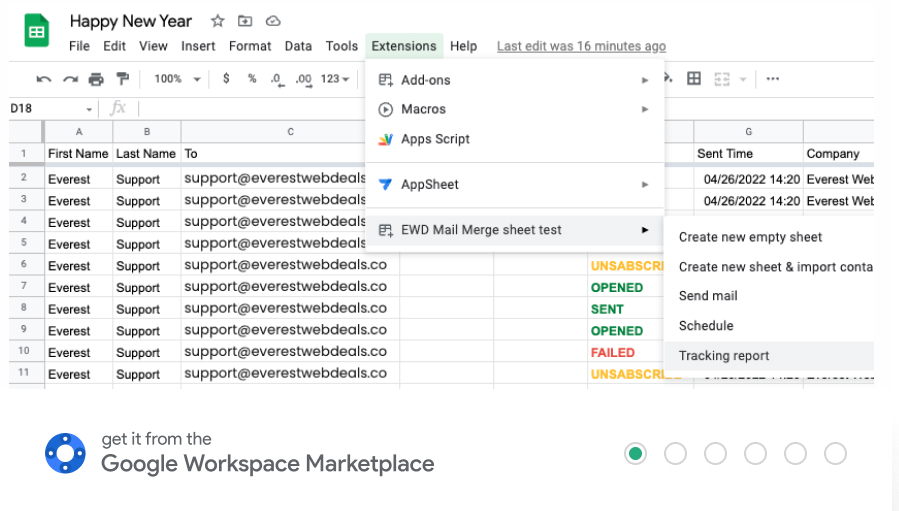 Happy New Year
File Edit View Insert Format Data Tools Extensions Help Last edit was 16 minutes ago
100% $ % .0 .00 123
D18 fx
A B C G
1 First Name Last Name To Sent Time Company
2 Everest Support support@everestwebdeals 04/26/2022 14:20 Everest Web
3 Everest Support support@everestwebdeals 04/26/2022 14:20 Everest Web
4 Everest Support support@everestwebdeals
5 Everest Support support@everestwebdeals
6 Everest Support support@everestwebdeals.co UNSABSCRI
7 Everest Support support@everestwebdeals.co OPENED
8 Everest Support support@everestwebdeals.co SENT
9 Everest Support support@everestwebdeals.co OPENED
10 Everest Support support@everestwebdeals.co FAILED
11 Everest Support support@everestwebdeals.co UNSABSCRI
Add-ons
Macros
Apps Script
AppSheet
EWD Mail Merge sheet test
Create new empty sheet
Create new sheet & import conta
Send mail
Schedule
Tracking report
get it from the
Google Workspace Marketplace